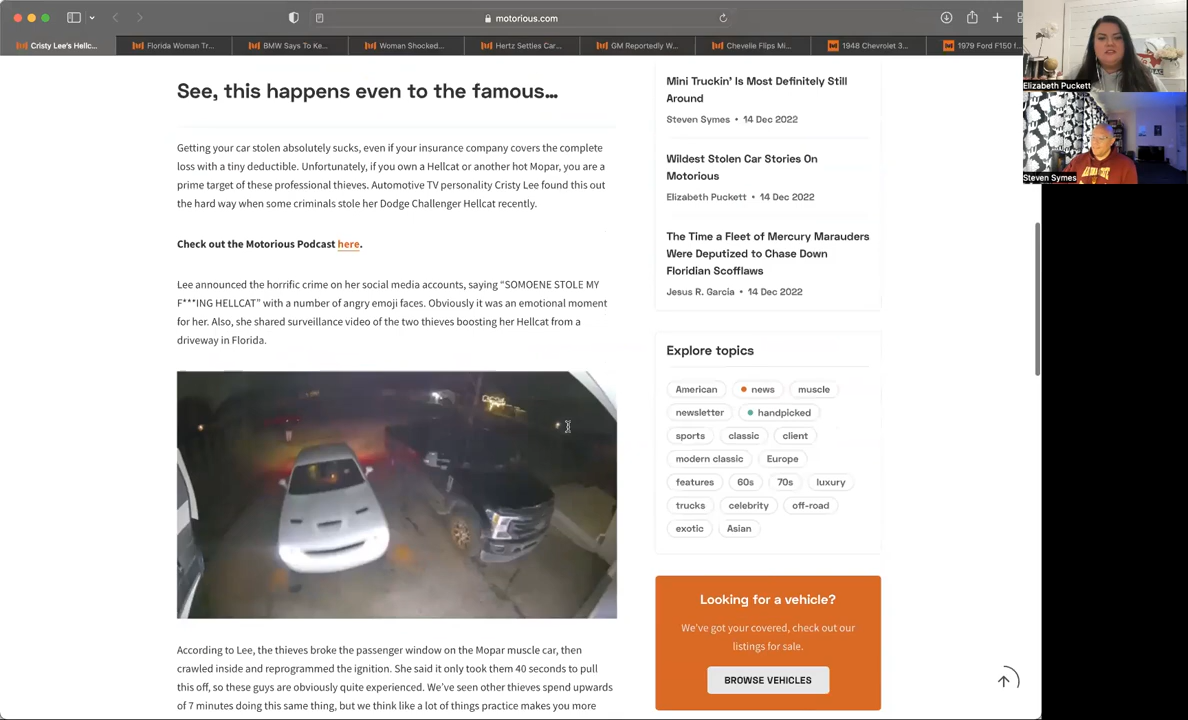 motorious.com
Cristy Lee's Hellc...
Florida Woman Tr...
BMW Says To Ke...
Woman Shocked...
Hertz Settles Car...
GM Reportedly W...
Chevelle Flips Mi...
1948 Chevrolet 3...
1979 Ford F150 f...
Elizabeth Puckett
Steven Symes
See, this happens even to the famous…
Getting your car stolen absolutely sucks, even if your insurance company covers the complete
loss with a tiny deductible. Unfortunately, if you own a Hellcat or another hot Mopar, you are a
prime target of these professional thieves. Automotive TV personality Cristy Lee found this out
the hard way when some criminals stole her Dodge Challenger Hellcat recently.
Check out the Motorious Podcast here.
Lee announced the horrific crime on her social media accounts, saying “SOMOENE STOLE MY
F***ING HELLCAT” with a number of angry emoji faces. Obviously it was an emotional moment
for her. Also, she shared surveillance video of the two thieves boosting her Hellcat from a
driveway in Florida.
According to Lee, the thieves broke the passenger window on the Mopar muscle car, then
crawled inside and reprogrammed the ignition. She said it only took them 40 seconds to pull
this off, so these guys are obviously quite experienced. We’ve seen other thieves spend upwards
of 7 minutes doing this same thing, but we think like a lot of things practice makes you more
Mini Truckin’ Is Most Definitely Still
Around
Steven Symes • 14 Dec 2022
Wildest Stolen Car Stories On
Motorious
Elizabeth Puckett • 14 Dec 2022
The Time a Fleet of Mercury Marauders
Were Deputized to Chase Down
Floridian Scofflaws
Jesus R. Garcia • 14 Dec 2022
Explore topics
American news muscle
newsletter handpicked
sports classic client
modern classic Europe
features 60s 70s luxury
trucks celebrity off-road
exotic Asian
Looking for a vehicle?
We’ve got your covered, check out our
listings for sale.
BROWSE VEHICLES